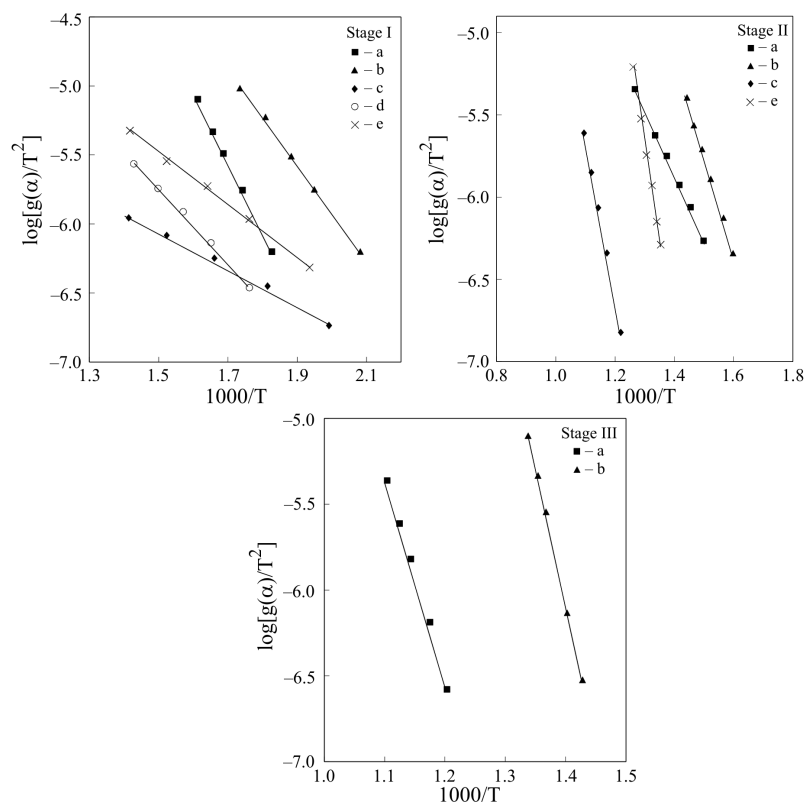 Stage I
– a
– b
– c
– d
– e
−4.5
−5.0
−5.5
−6.0
−6.5
−7.0
log[g(α)/T²]
1.3 1.5 1.7 1.9 2.1
1000/T
Stage II
– a
– b
– c
– e
−5.0
−5.5
−6.0
−6.5
−7.0
log[g(α)/T²]
0.8 1.0 1.2 1.4 1.6 1.8
1000/T
Stage III
– a
– b
−5.0
−5.5
−6.0
−6.5
−7.0
log[g(α)/T²]
1.0 1.1 1.2 1.3 1.4 1.5
1000/T